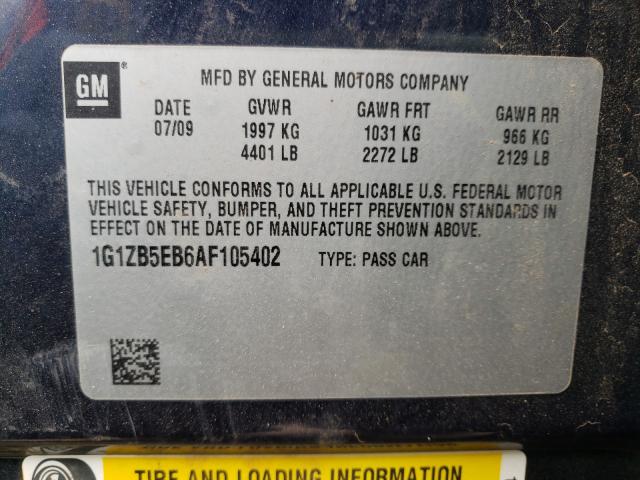 GM
MFD BY GENERAL MOTORS COMPANY
DATE GVWR GAWR FRT GAWR RR
07/09 1997 KG 1031 KG 966 KG
4401 LB 2272 LB 2129 LB
THIS VEHICLE CONFORMS TO ALL APPLICABLE U.S. FEDERAL MOTOR
VEHICLE SAFETY, BUMPER, AND THEFT PREVENTION STANDARDS IN
EFFECT ON THE DATE OF MANUFACTURE SHOWN ABOVE.
1G1ZB5EB6AF105402 TYPE: PASS CAR
TIRE AND LOADING INFORMATION